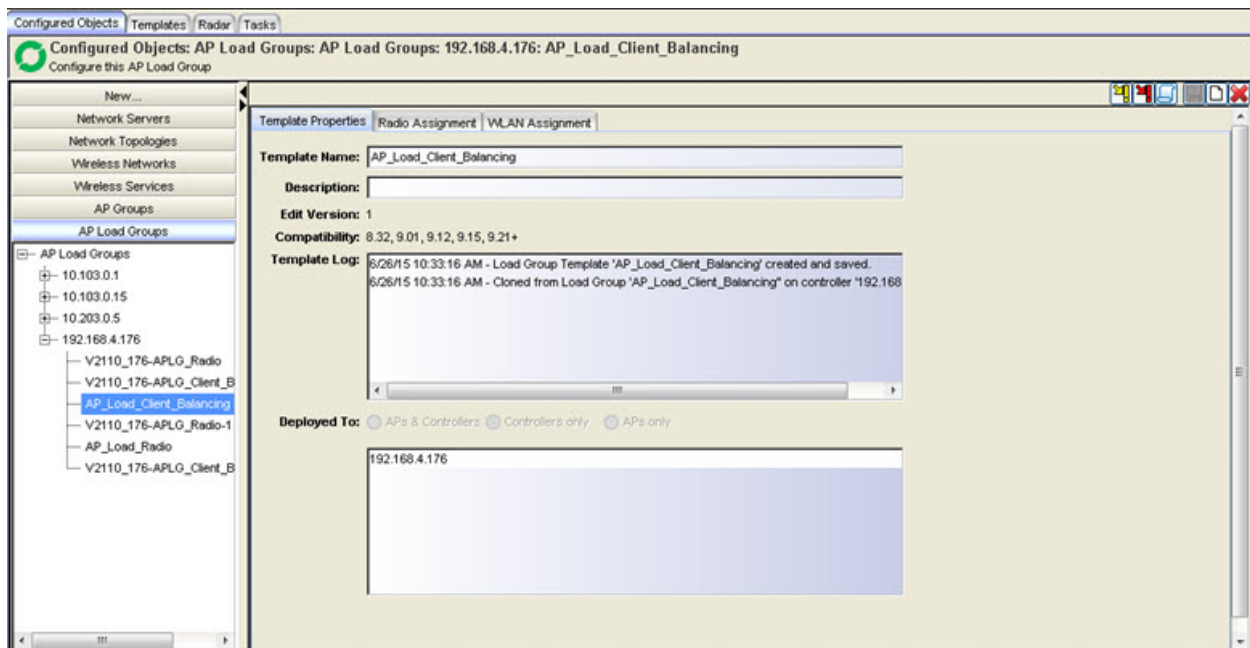 Configured Objects Templates Radar Tasks
Configured Objects: AP Load Groups: AP Load Groups: 192.168.4.176: AP_Load_Client_Balancing
Configure this AP Load Group
New...
Network Servers
Network Topologies
Wireless Networks
Wireless Services
AP Groups
AP Load Groups
AP Load Groups
10.103.0.1
10.103.0.15
10.203.0.5
192.168.4.176
V2110_176-APLG_Radio
V2110_176-APLG_Client_B
AP_Load_Client_Balancing
V2110_176-APLG_Radio-1
AP_Load_Radio
V2110_176-APLG_Client_B
Template Properties Radio Assignment WLAN Assignment
Template Name: AP_Load_Client_Balancing
Description:
Edit Version: 1
Compatibility: 8.32, 9.01, 9.12, 9.15, 9.21+
Template Log: 6/26/15 10:33:16 AM - Load Group Template 'AP_Load_Client_Balancing' created and saved.
6/26/15 10:33:16 AM - Cloned from Load Group 'AP_Load_Client_Balancing" on controller '192.168
Deployed To: APs & Controllers Controllers only APs only
192.168.4.176